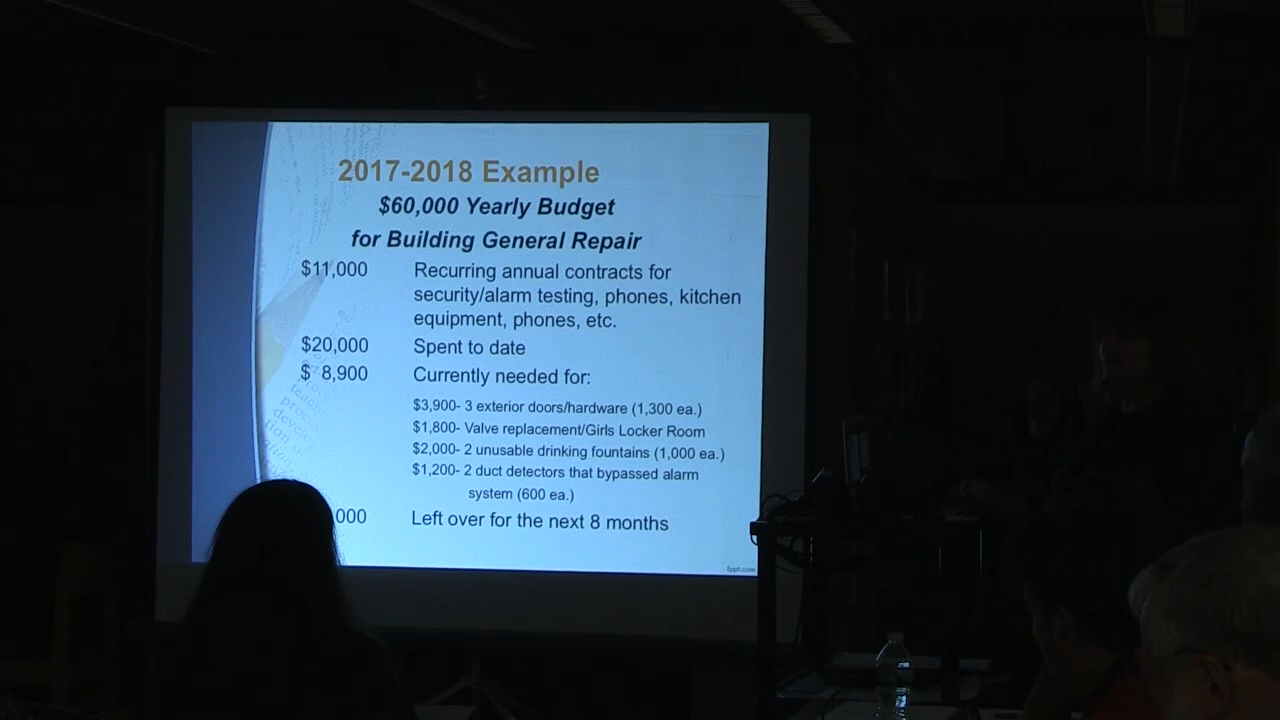 2017-2018 Example
$60,000 Yearly Budget
for Building General Repair
$11,000 Recurring annual contracts for
security/alarm testing, phones, kitchen
equipment, phones, etc.
$20,000 Spent to date
$ 8,900 Currently needed for:
$3,900- 3 exterior doors/hardware (1,300 ea.)
$1,800- Valve replacement/Girls Locker Room
$2,000- 2 unusable drinking fountains (1,000 ea.)
$1,200- 2 duct detectors that bypassed alarm
system (600 ea.)
000 Left over for the next 8 months
fppt.com